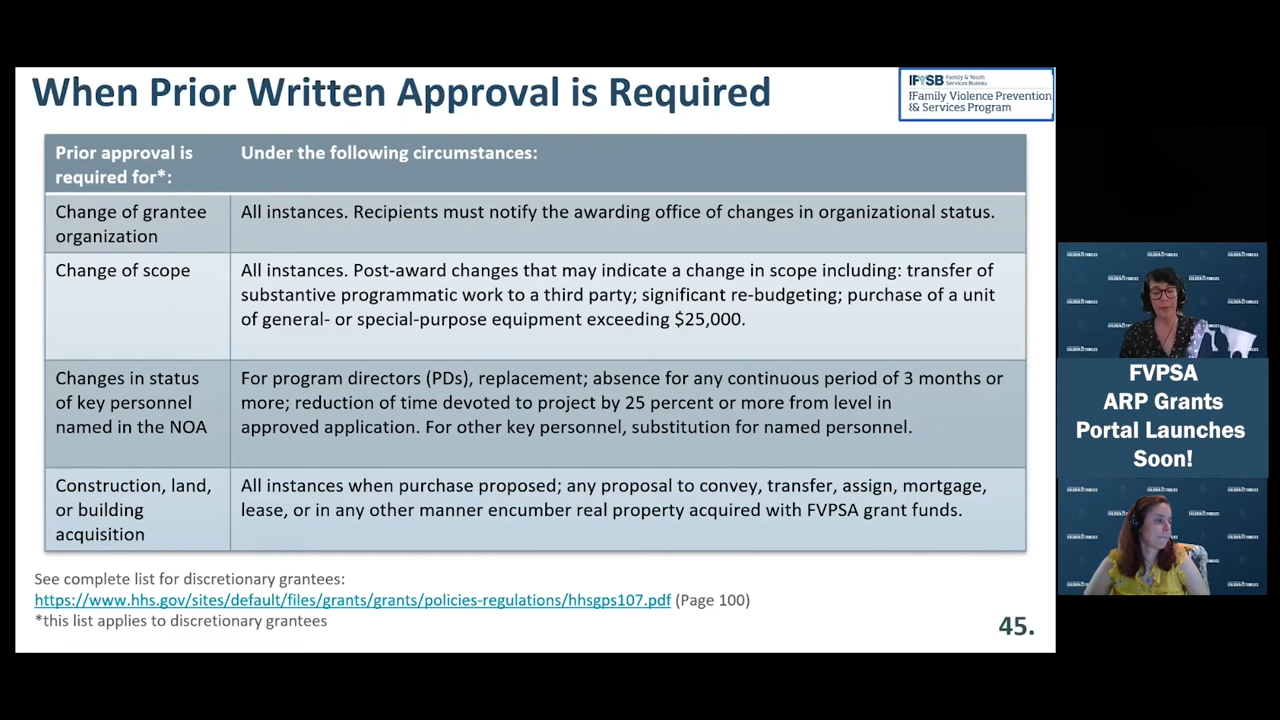 When Prior Written Approval is Required
IFYSB Family & Youth
Services Bureau
IFamily Violence Prevention
I& Services Program
Prior approval is
required for*:
Under the following circumstances:
Change of grantee
organization
All instances. Recipients must notify the awarding office of changes in organizational status.
Change of scope
All instances. Post-award changes that may indicate a change in scope including: transfer of
substantive programmatic work to a third party; significant re-budgeting; purchase of a unit
of general- or special-purpose equipment exceeding $25,000.
Changes in status
of key personnel
named in the NOA
For program directors (PDs), replacement; absence for any continuous period of 3 months or
more; reduction of time devoted to project by 25 percent or more from level in
approved application. For other key personnel, substitution for named personnel.
Construction, land,
or building
acquisition
All instances when purchase proposed; any proposal to convey, transfer, assign, mortgage,
lease, or in any other manner encumber real property acquired with FVPSA grant funds.
See complete list for discretionary grantees:
https://www.hhs.gov/sites/default/files/grants/grants/policies-regulations/hhsgps107.pdf (Page 100)
*this list applies to discretionary grantees
45.
FVPSA
ARP Grants
Portal Launches
Soon!